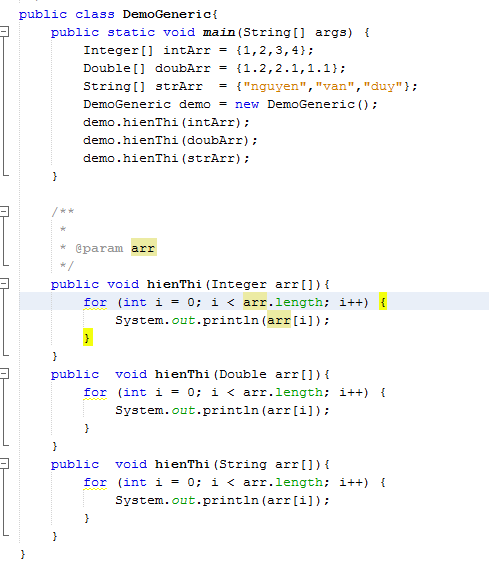 public class DemoGeneric{
    public static void main(String[] args) {
        Integer[] intArr = {1,2,3,4};
        Double[] doubArr = {1.2,2.1,1.1};
        String[] strArr  = {"nguyen","van","duy"};
        DemoGeneric demo = new DemoGeneric();
        demo.hienThi(intArr);
        demo.hienThi(doubArr);
        demo.hienThi(strArr);
    }
    /**
     *
     * @param arr
     */
    public void hienThi(Integer arr[]){
        for (int i = 0; i < arr.length; i++) {
            System.out.println(arr[i]);
        }
    }
    public  void hienThi(Double arr[]){
        for (int i = 0; i < arr.length; i++) {
            System.out.println(arr[i]);
        }
    }
    public  void hienThi(String arr[]){
        for (int i = 0; i < arr.length; i++) {
            System.out.println(arr[i]);
        }
    }
}